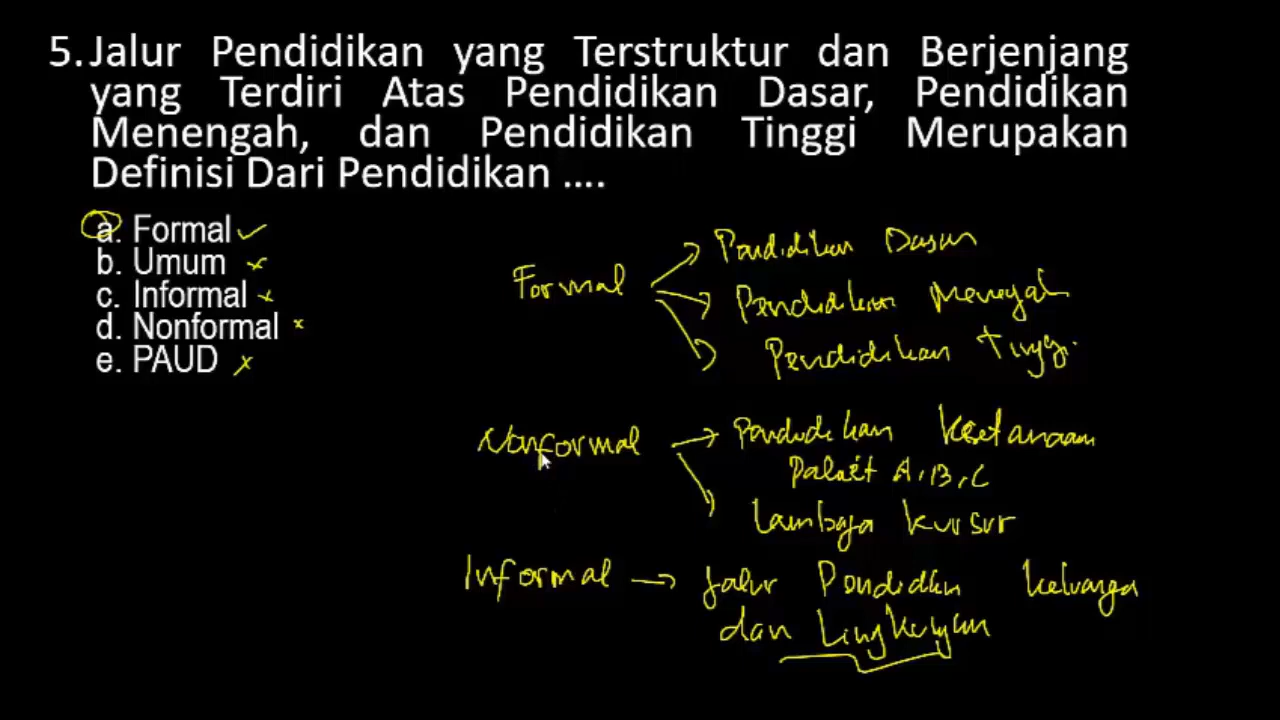 5. Jalur Pendidikan yang Terstruktur dan Berjenjang
yang Terdiri Atas Pendidikan Dasar, Pendidikan
Menengah, dan Pendidikan Tinggi Merupakan
Definisi Dari Pendidikan ....
a. Formal
b. Umum
c. Informal
d. Nonformal
e. PAUD
Formal
Pendidikan Dasar
Pendidikan Menengah
Pendidikan Tinggi
Nonformal
Pendidikan Kesetaraan
Paket A, B, C
Lembaga Kursus
Informal
Jalur Pendidikan keluarga
dan Lingkungan